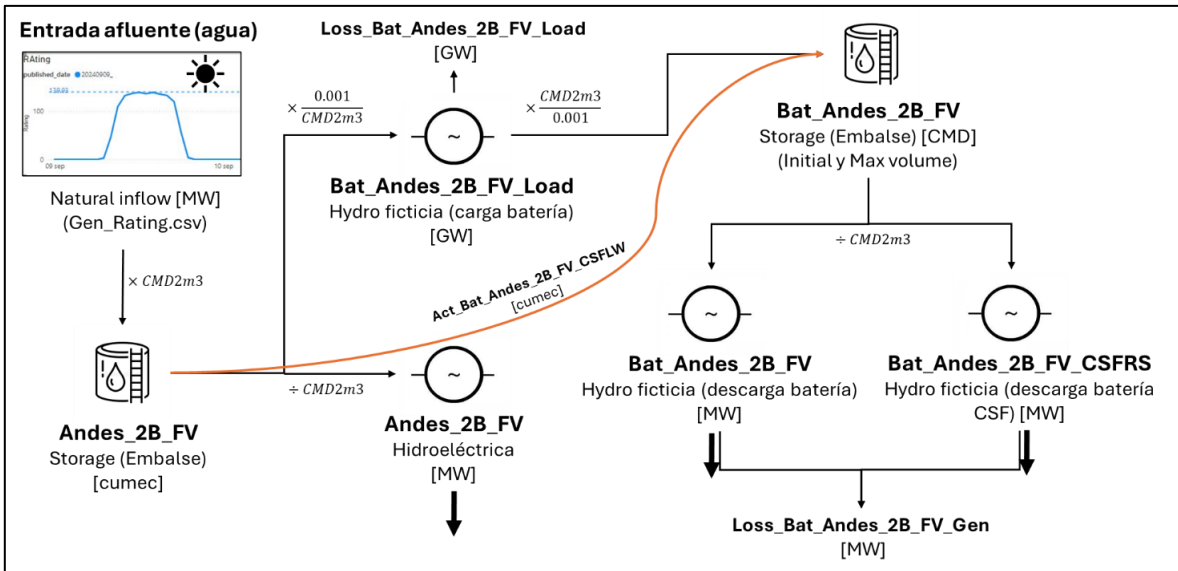 Entrada afluente (agua)
RAting
published_date 20240909_
139.93
100
Rating
0
09 sep
10 sep
Natural inflow [MW]
(Gen_Rating.csv)
× CMD2m3
Andes_2B_FV
Storage (Embalse)
[cumec]
Loss_Bat_Andes_2B_FV_Load
[GW]
× 0.001
CMD2m3
~
× CMD2m3
0.001
Bat_Andes_2B_FV_Load
Hydro ficticia (carga batería)
[GW]
Act_Bat_Andes_2B_FV_CSFLW
[cumec]
÷ CMD2m3
~
Andes_2B_FV
Hidroeléctrica
[MW]
Bat_Andes_2B_FV
Storage (Embalse) [CMD]
(Initial y Max volume)
÷ CMD2m3
~
~
Bat_Andes_2B_FV
Hydro ficticia (descarga batería)
[MW]
Bat_Andes_2B_FV_CSFRS
Hydro ficticia (descarga batería
CSF) [MW]
Loss_Bat_Andes_2B_FV_Gen
[MW]